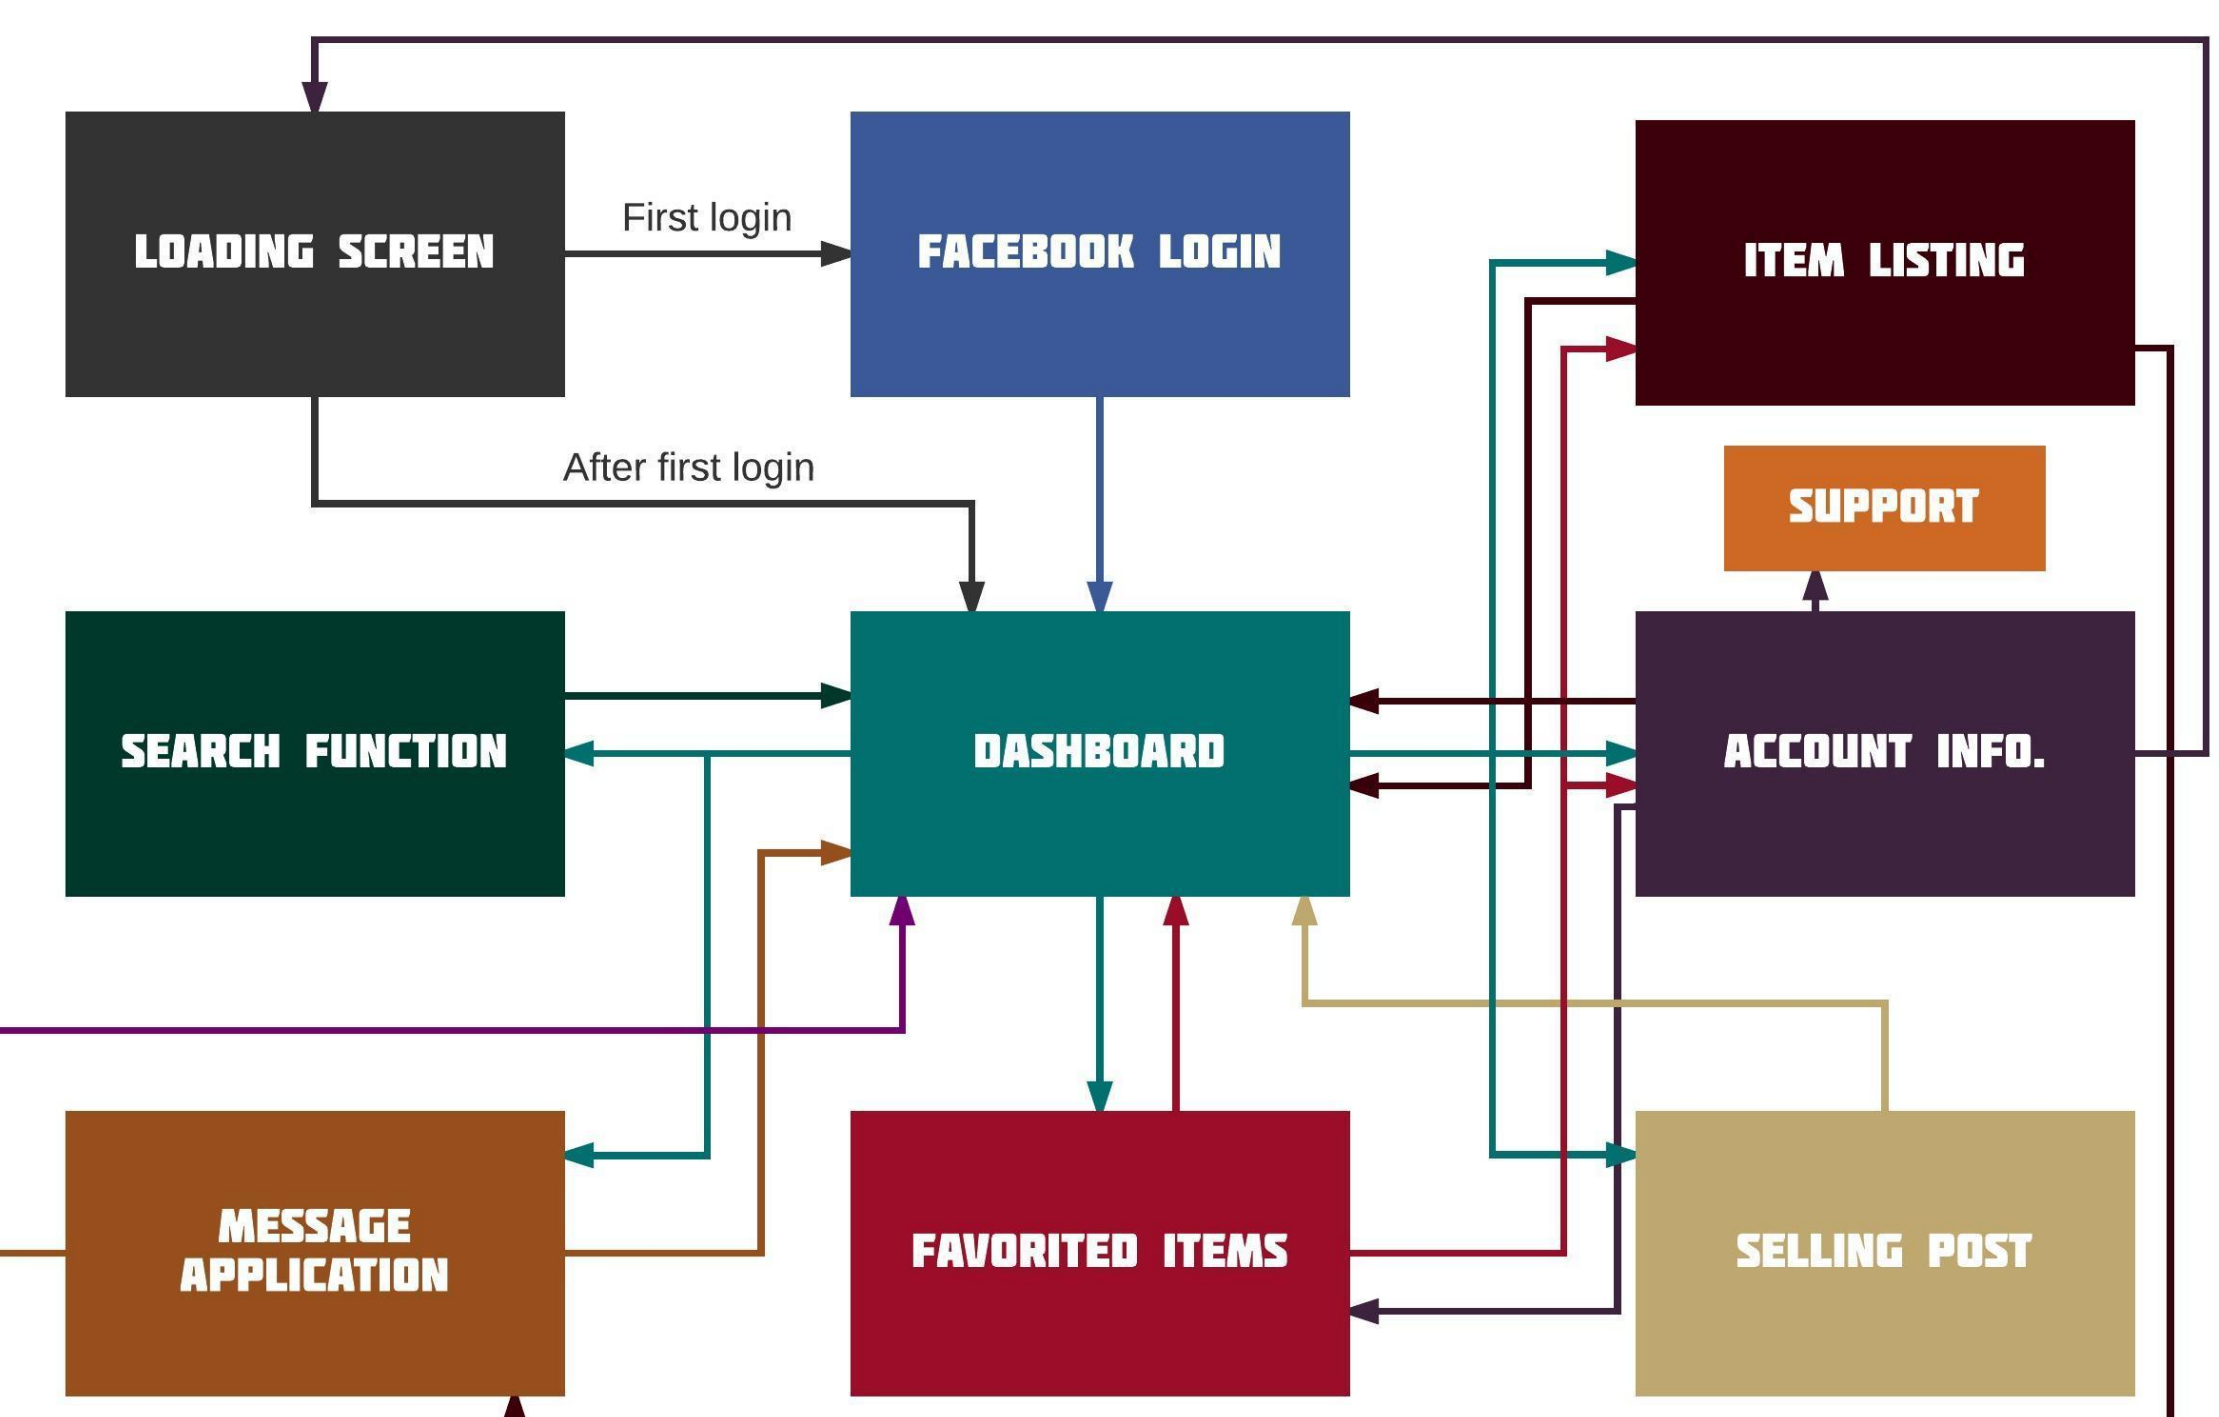 LOADING SCREEN
First login
FACEBOOK LOGIN
ITEM LISTING
After first login
SUPPORT
SEARCH FUNCTION
DASHBOARD
ACCOUNT INFO.
MESSAGE
APPLICATION
FAVORITED ITEMS
SELLING POST